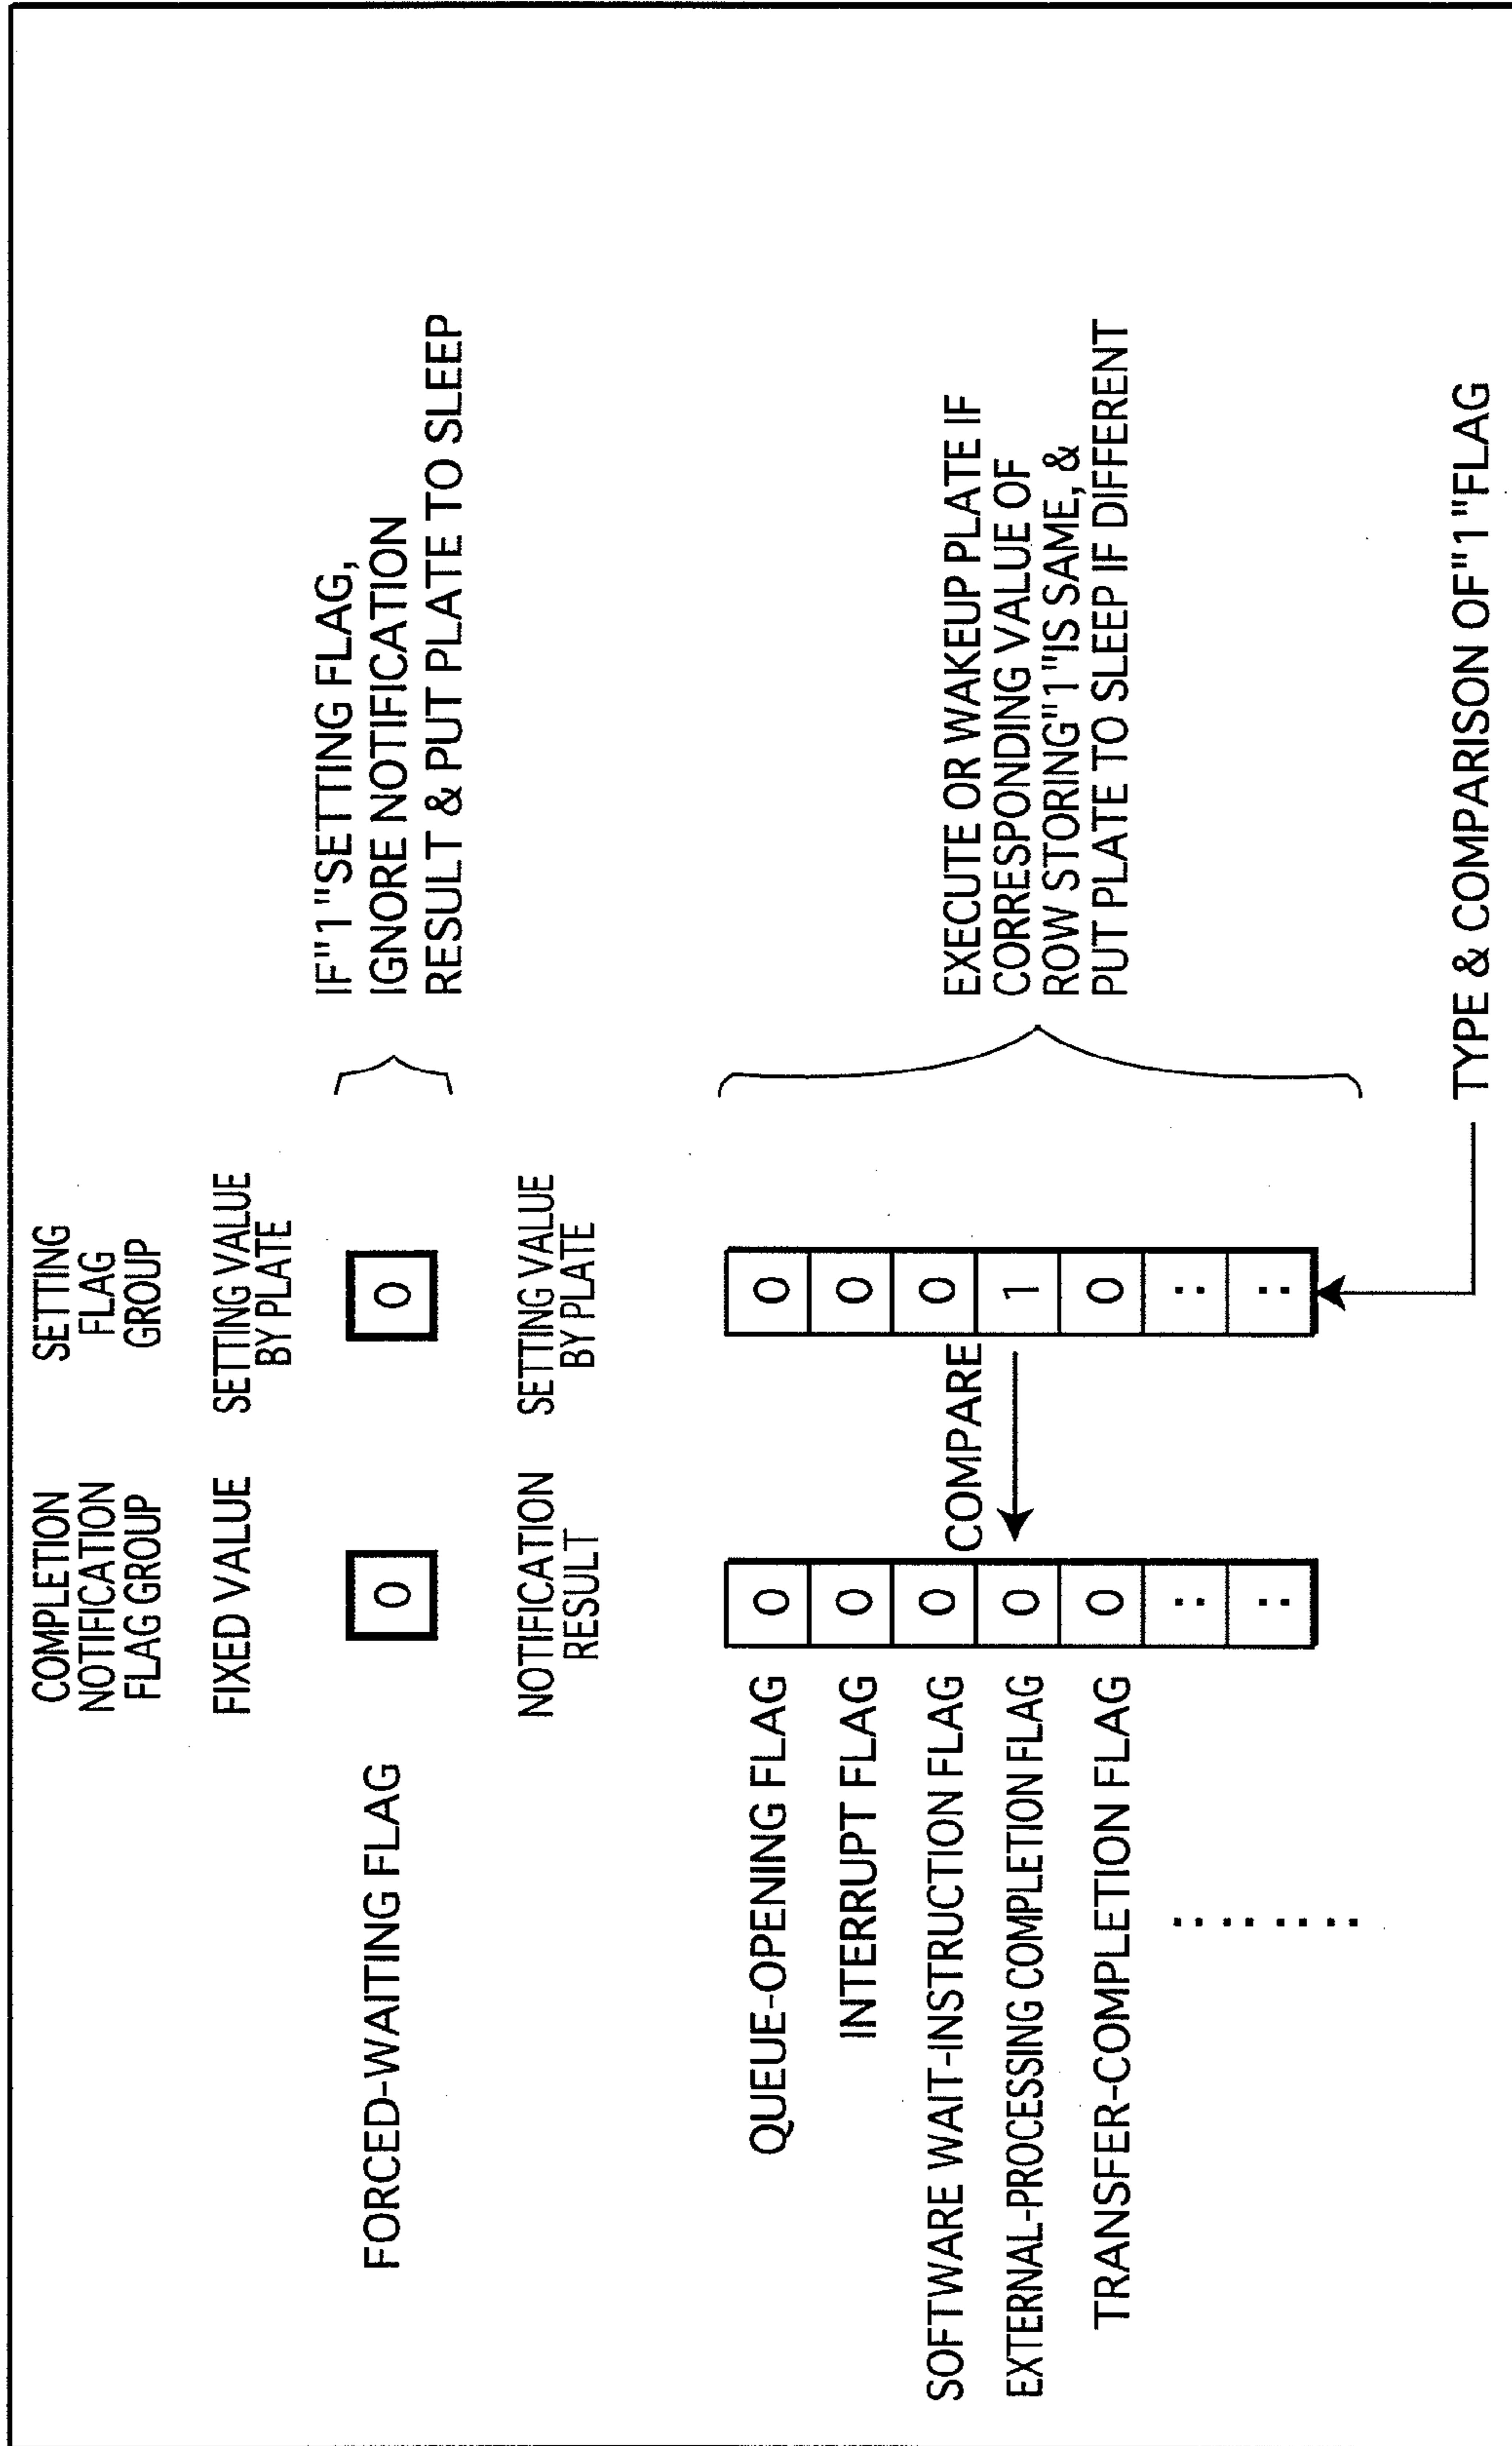 COMPLETION
NOTIFICATION
FLAG GROUP
SETTING
FLAG
GROUP
FIXED VALUE
SETTING VALUE
BY PLATE
FORCED-WAITING FLAG
0
0
IF"1"SETTING FLAG,
IGNORE NOTIFICATION
RESULT & PUT PLATE TO SLEEP
NOTIFICATION
RESULT
SETTING VALUE
BY PLATE
QUEUE-OPENING FLAG
0
0
INTERRUPT FLAG
0
0
SOFTWARE WAIT-INSTRUCTION FLAG
0
0
COMPARE
EXTERNAL-PROCESSING COMPLETION FLAG
0
1
TRANSFER-COMPLETION FLAG
0
0
:
:
:
:
........
EXECUTE OR WAKEUP PLATE IF
CORRESPONDING VALUE OF
ROW STORING"1"IS SAME, &
PUT PLATE TO SLEEP IF DIFFERENT
TYPE & COMPARISON OF"1"FLAG